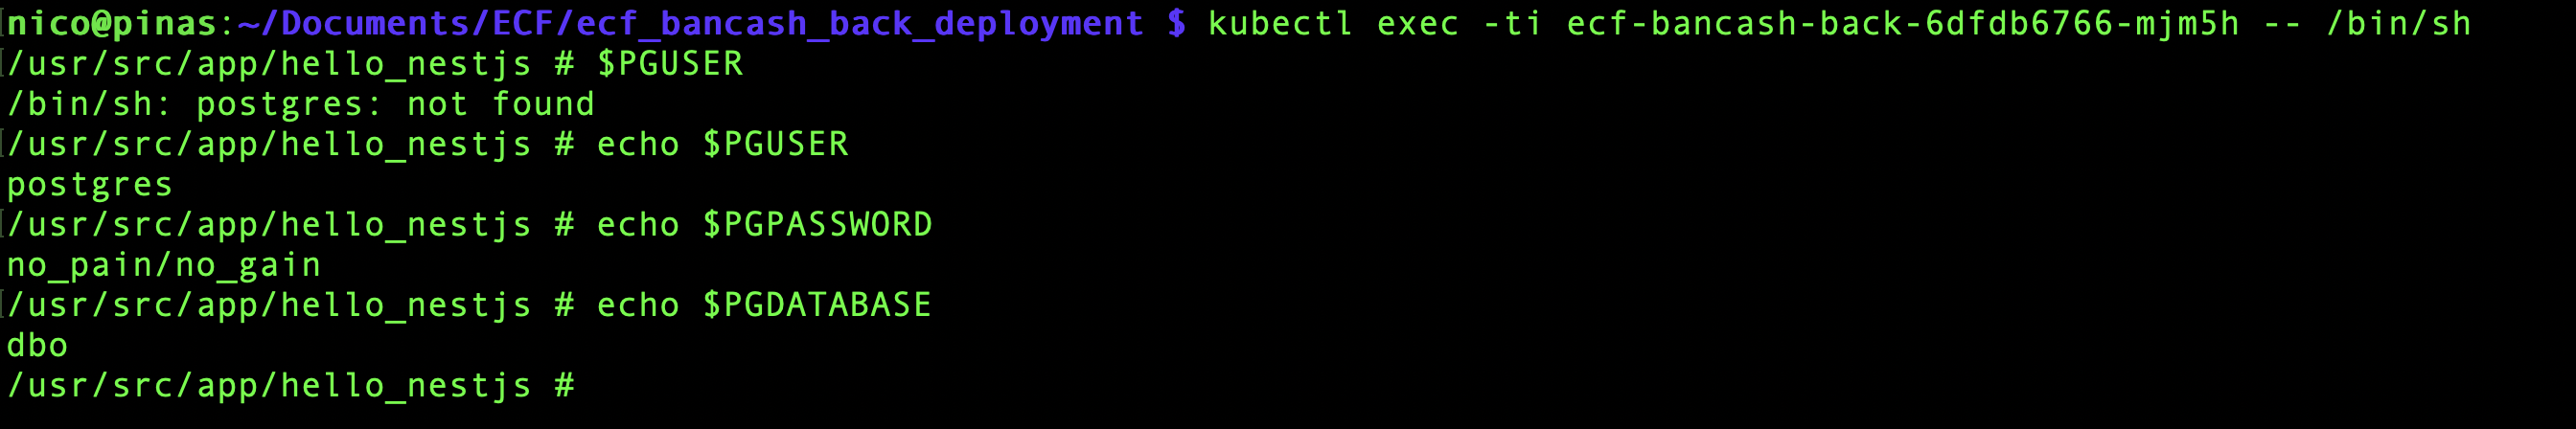 nico@pinas:~/Documents/ECF/ecf_bancash_back_deployment $ kubectl exec -ti ecf-bancash-back-6dfdb6766-mjm5h -- /bin/sh
/usr/src/app/hello_nestjs # $PGUSER
/bin/sh: postgres: not found
/usr/src/app/hello_nestjs # echo $PGUSER
postgres
/usr/src/app/hello_nestjs # echo $PGPASSWORD
no_pain/no_gain
/usr/src/app/hello_nestjs # echo $PGDATABASE
dbo
/usr/src/app/hello_nestjs #